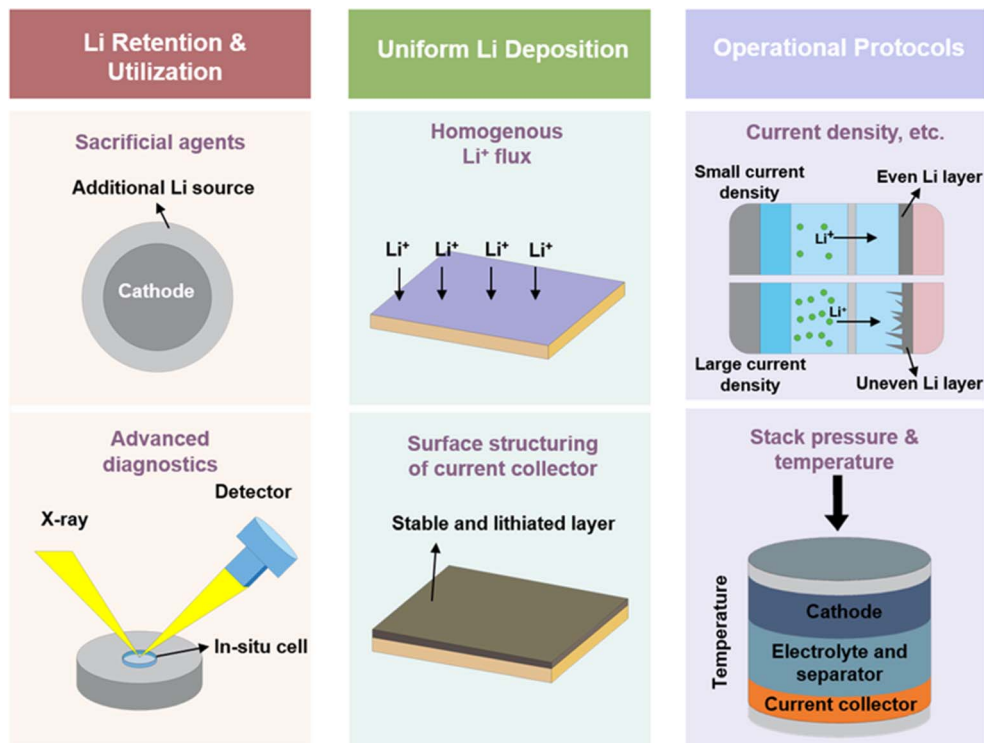 Li Retention &
Utilization
Sacrificial agents
Additional Li source
Cathode
Advanced
diagnostics
Detector
X-ray
In-situ cell
Uniform Li Deposition
Homogenous
Li⁺ flux
Li⁺ Li⁺ Li⁺ Li⁺
Surface structuring
of current collector
Stable and lithiated layer
Operational Protocols
Current density, etc.
Small current
density
Even Li layer
Li⁺
Li⁺
Large current
density
Uneven Li layer
Stack pressure &
temperature
Temperature
Cathode
Electrolyte and
separator
Current collector